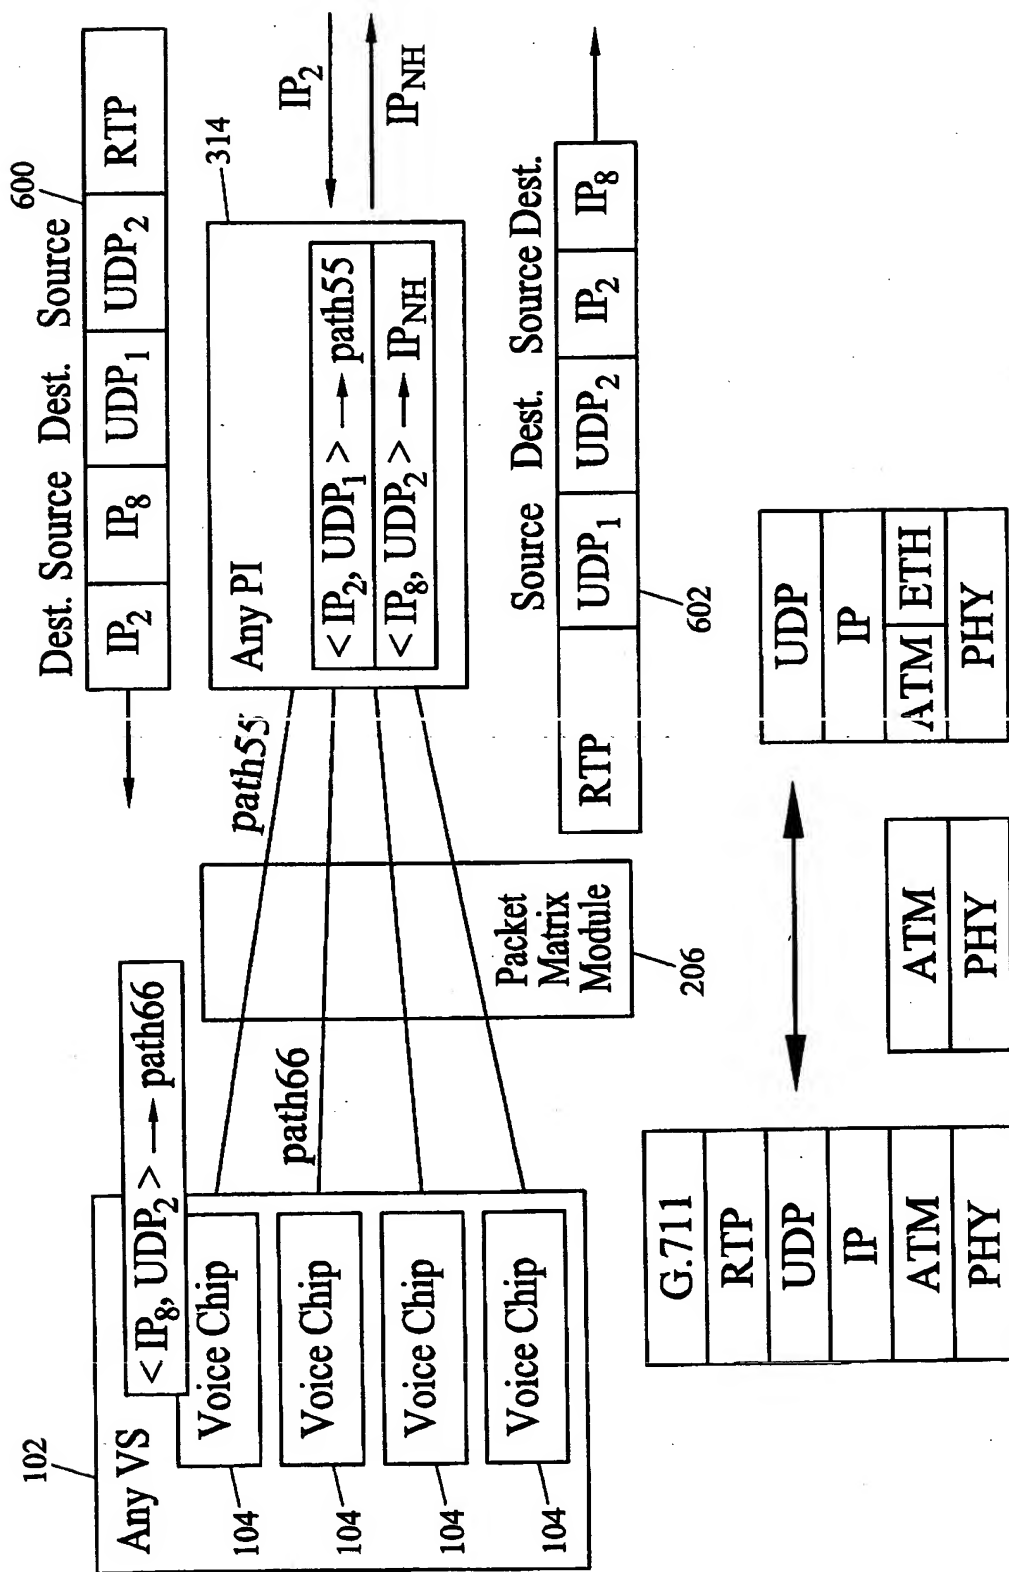 102
Any VS
< IP8, UDP2 > → path66
Voice Chip
Voice Chip
Voice Chip
Voice Chip
104
104
104
104
path55
path66
Packet
Matrix
Module
206
Dest. Source Dest. Source
600
IP2 IP8 UDP1 UDP2 RTP
314
Any PI
< IP2, UDP1 > → path55
< IP8, UDP2 > → IPNH
IP2
IPNH
Source Dest. Source Dest.
RTP UDP1 UDP2 IP2 IP8
602
G.711
RTP
UDP
IP
ATM
PHY
ATM
PHY
UDP
IP
ATM ETH
PHY